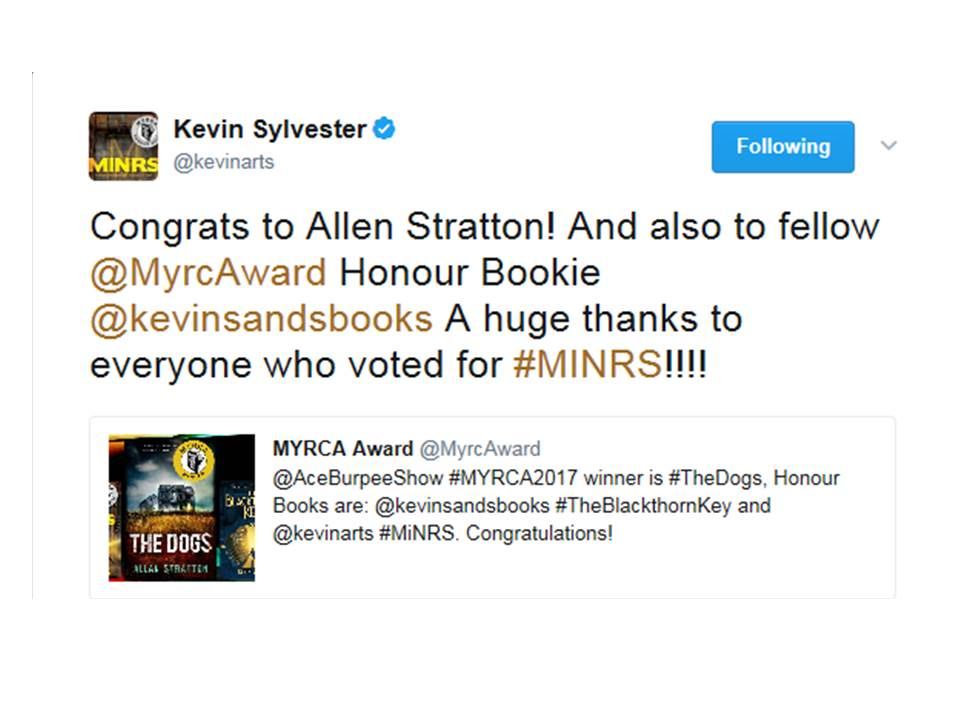 Kevin Sylvester
@kevinarts
MINRS
Following
Congrats to Allen Stratton! And also to fellow
@MyrcAward Honour Bookie
@kevinsandsbooks A huge thanks to
everyone who voted for #MINRS!!!!
MYRCA Award @MyrcAward
@AceBurpeeShow #MYRCA2017 winner is #TheDogs, Honour
Books are: @kevinsandsbooks #TheBlackthornKey and
@kevinarts #MiNRS. Congratulations!
THE DOGS
ALLAN STRATTON